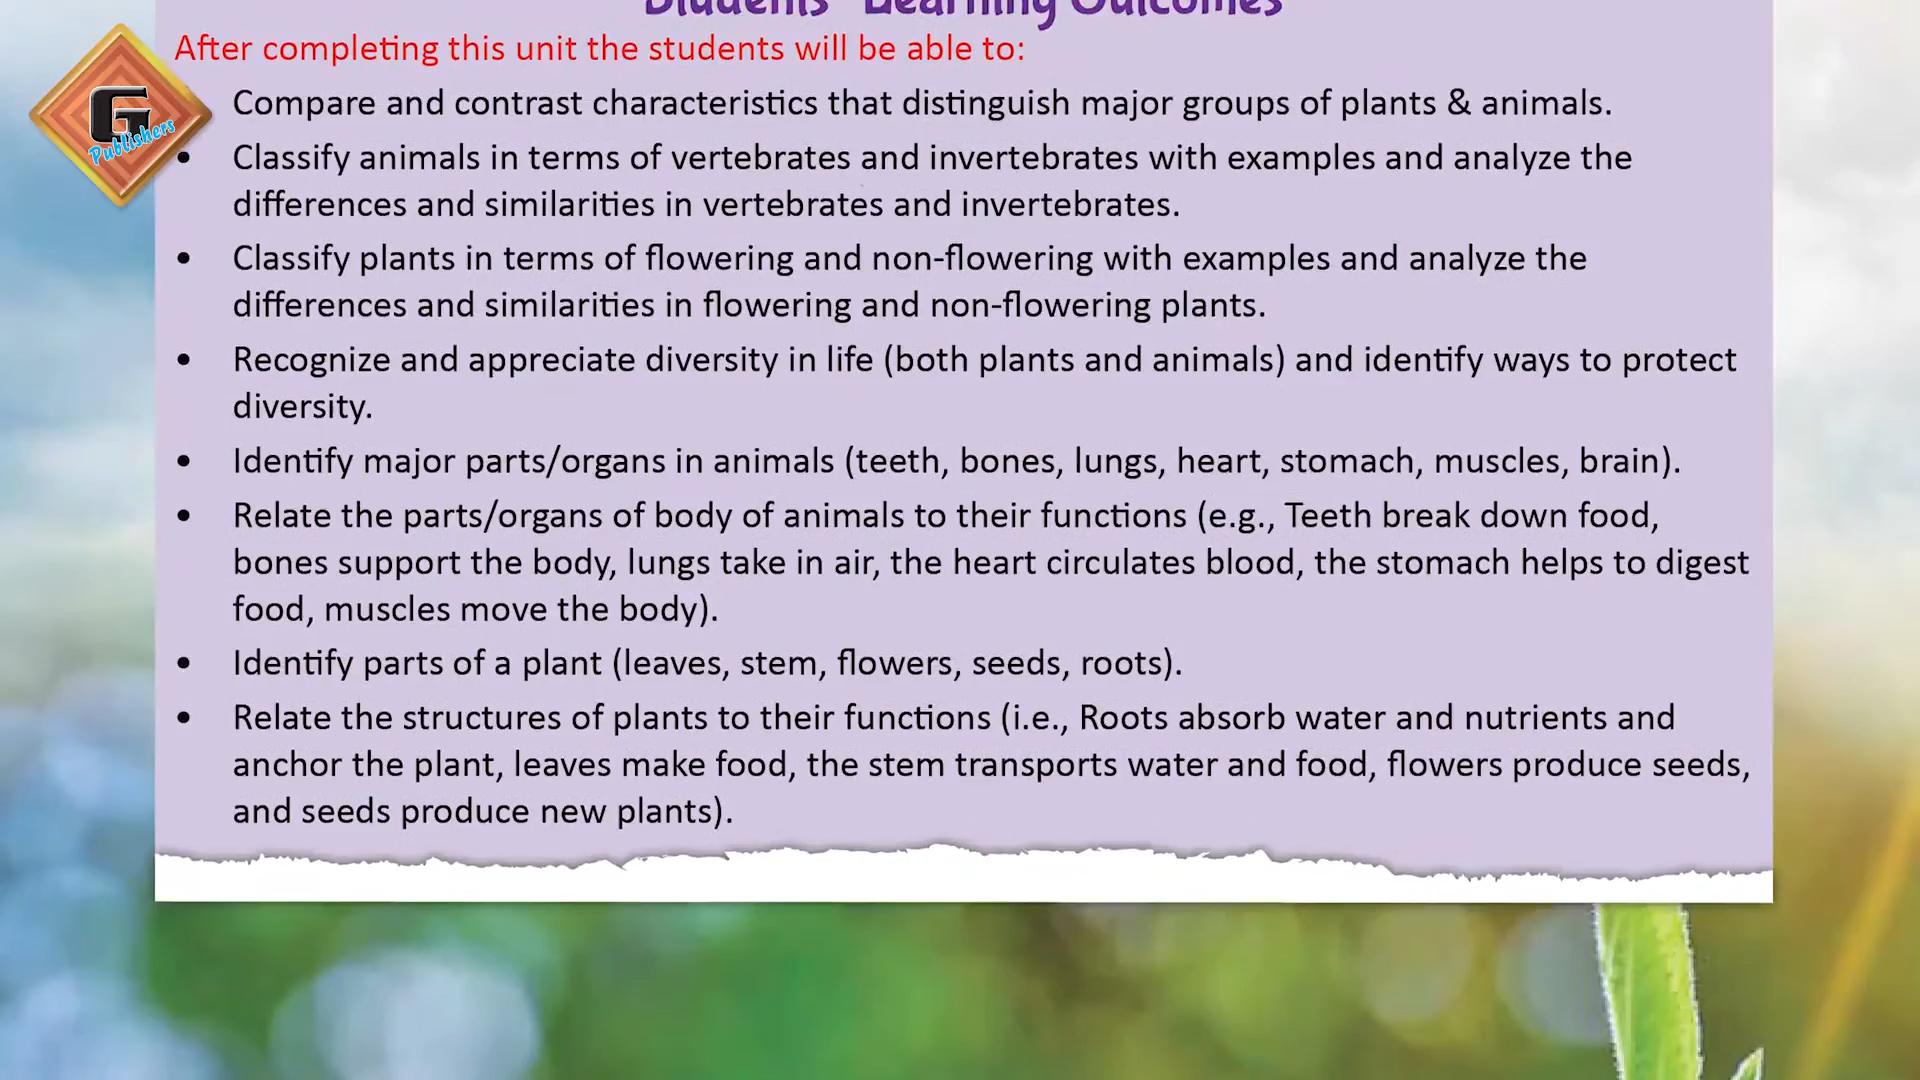 Students' Learning Outcomes
After completing this unit the students will be able to:
Compare and contrast characteristics that distinguish major groups of plants & animals.
• Classify animals in terms of vertebrates and invertebrates with examples and analyze the
differences and similarities in vertebrates and invertebrates.
• Classify plants in terms of flowering and non-flowering with examples and analyze the
differences and similarities in flowering and non-flowering plants.
• Recognize and appreciate diversity in life (both plants and animals) and identify ways to protect
diversity.
• Identify major parts/organs in animals (teeth, bones, lungs, heart, stomach, muscles, brain).
• Relate the parts/organs of body of animals to their functions (e.g., Teeth break down food,
bones support the body, lungs take in air, the heart circulates blood, the stomach helps to digest
food, muscles move the body).
• Identify parts of a plant (leaves, stem, flowers, seeds, roots).
• Relate the structures of plants to their functions (i.e., Roots absorb water and nutrients and
anchor the plant, leaves make food, the stem transports water and food, flowers produce seeds,
and seeds produce new plants).
G
Publishers